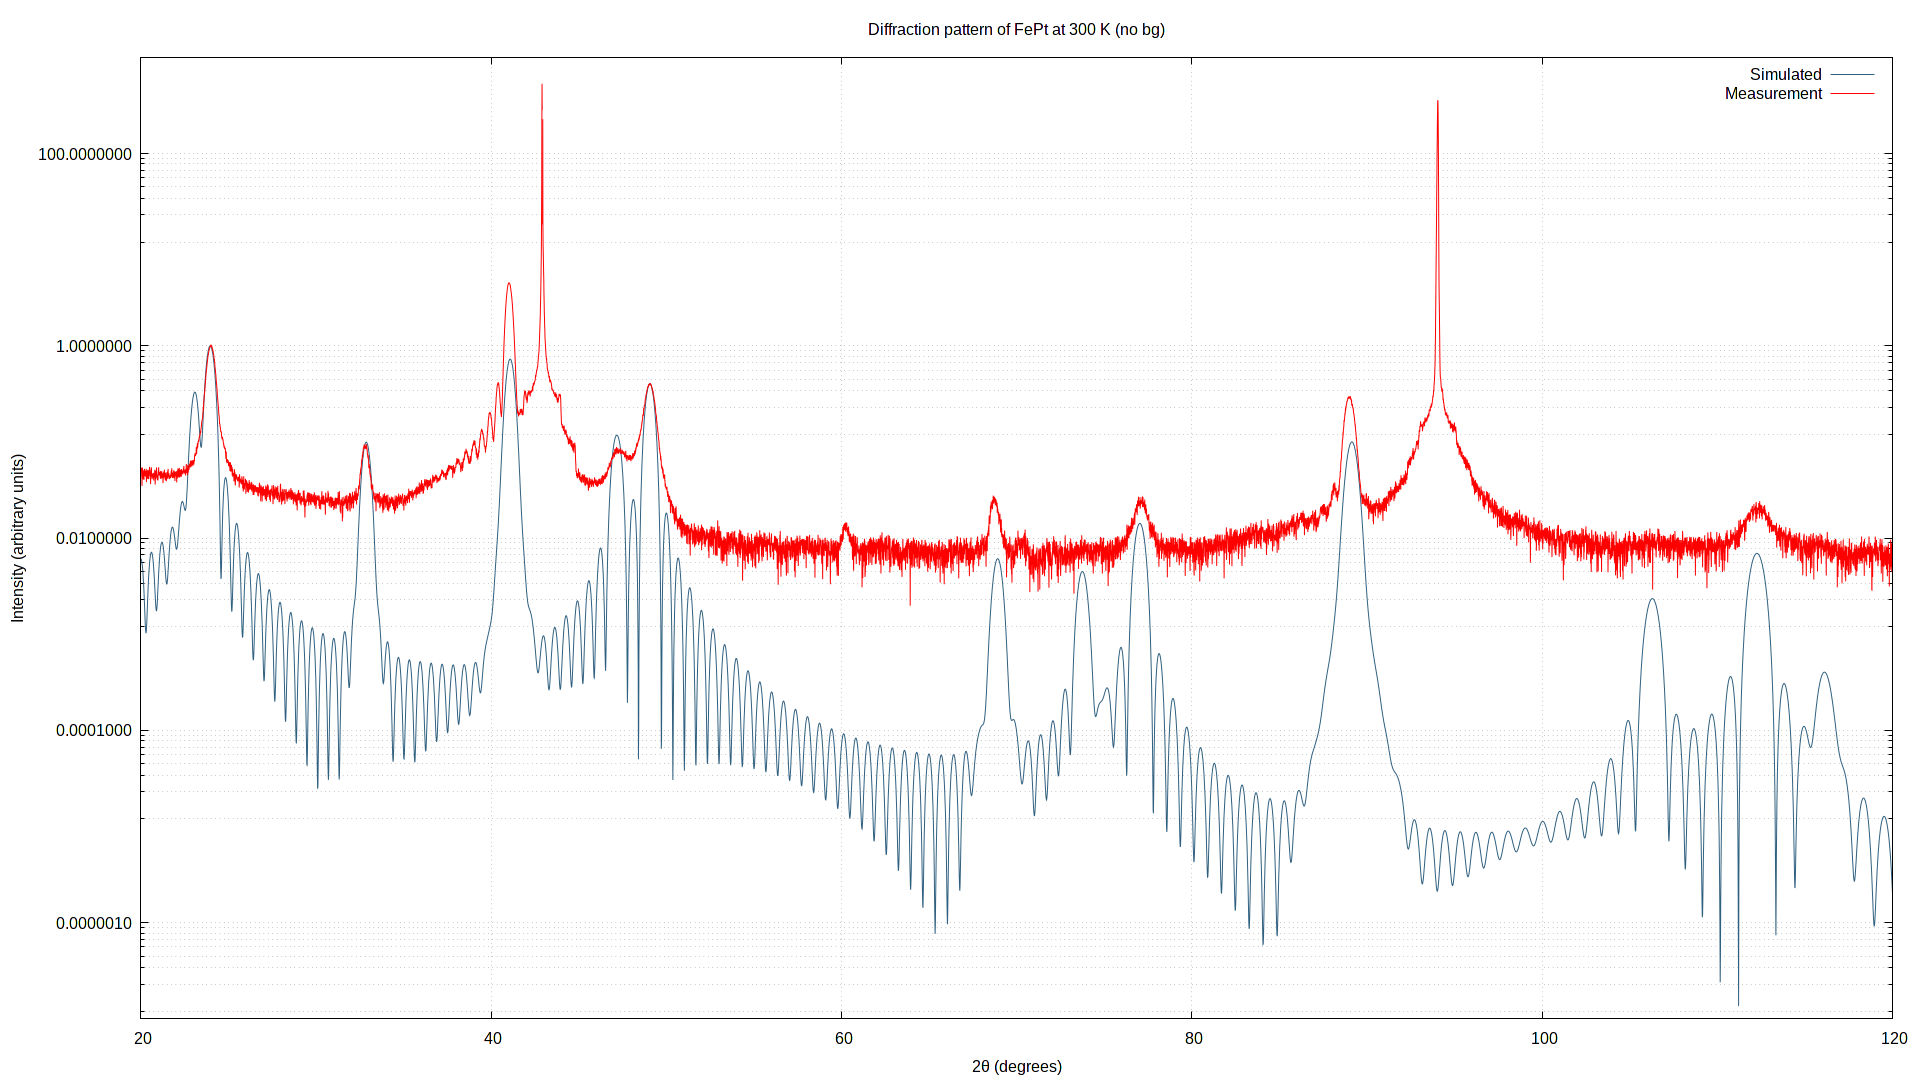 Diffraction pattern of FePt at 300 K (no bg)
Simulated
Measurement
100.0000000
1.0000000
0.0100000
0.0001000
0.0000010
Intensity (arbitrary units)
20 40 60 80 100 120
2θ (degrees)